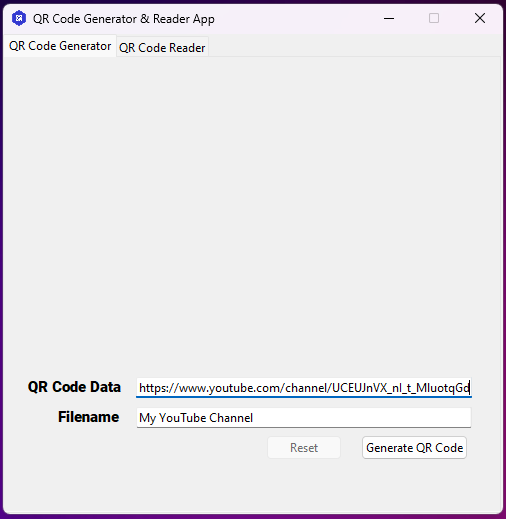 QR Code Generator & Reader App
QR Code Generator QR Code Reader
QR Code Data https://www.youtube.com/channel/UCEUJnVX_nl_t_MluotqGd
Filename My YouTube Channel
Reset Generate QR Code